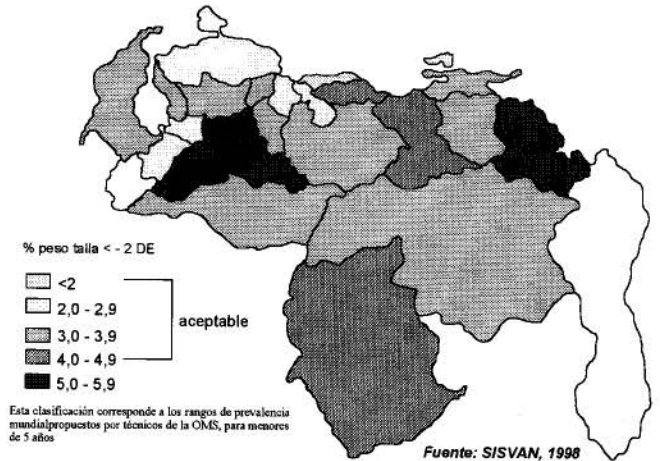 % peso talla < - 2 DE
<2
2,0 - 2,9
3,0 - 3,9
4,0 - 4,9
5,0 - 5,9
aceptable
Esta clasificación corresponde a los rangos de prevalencia
mundialpropuestos por técnicos de la OMS, para menores
de 5 años
Fuente: SISVAN, 1998